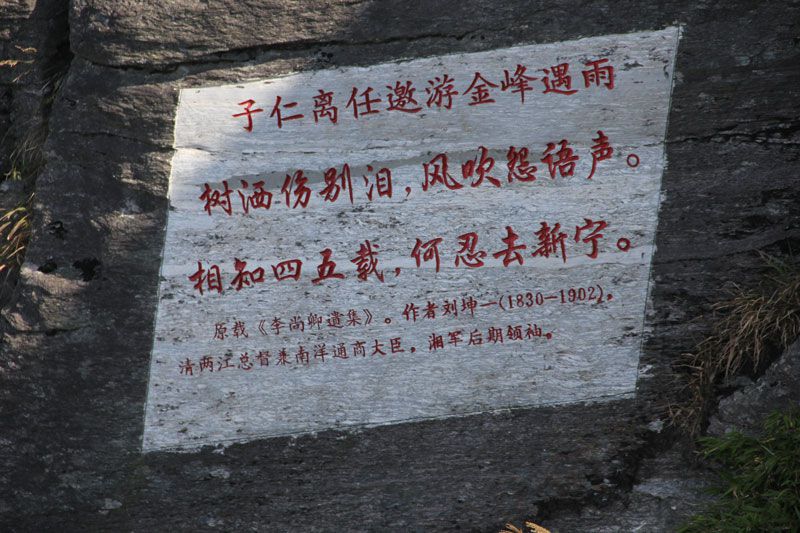 子仁离任邀游金峰遇雨
树洒伤别泪，风吹怨语声。
相知四五载，何忍去新宁。
原载《李尚卿遗集》。作者刘坤一(1830—1902)，
清两江总督兼南洋通商大臣，湘军后期领袖。